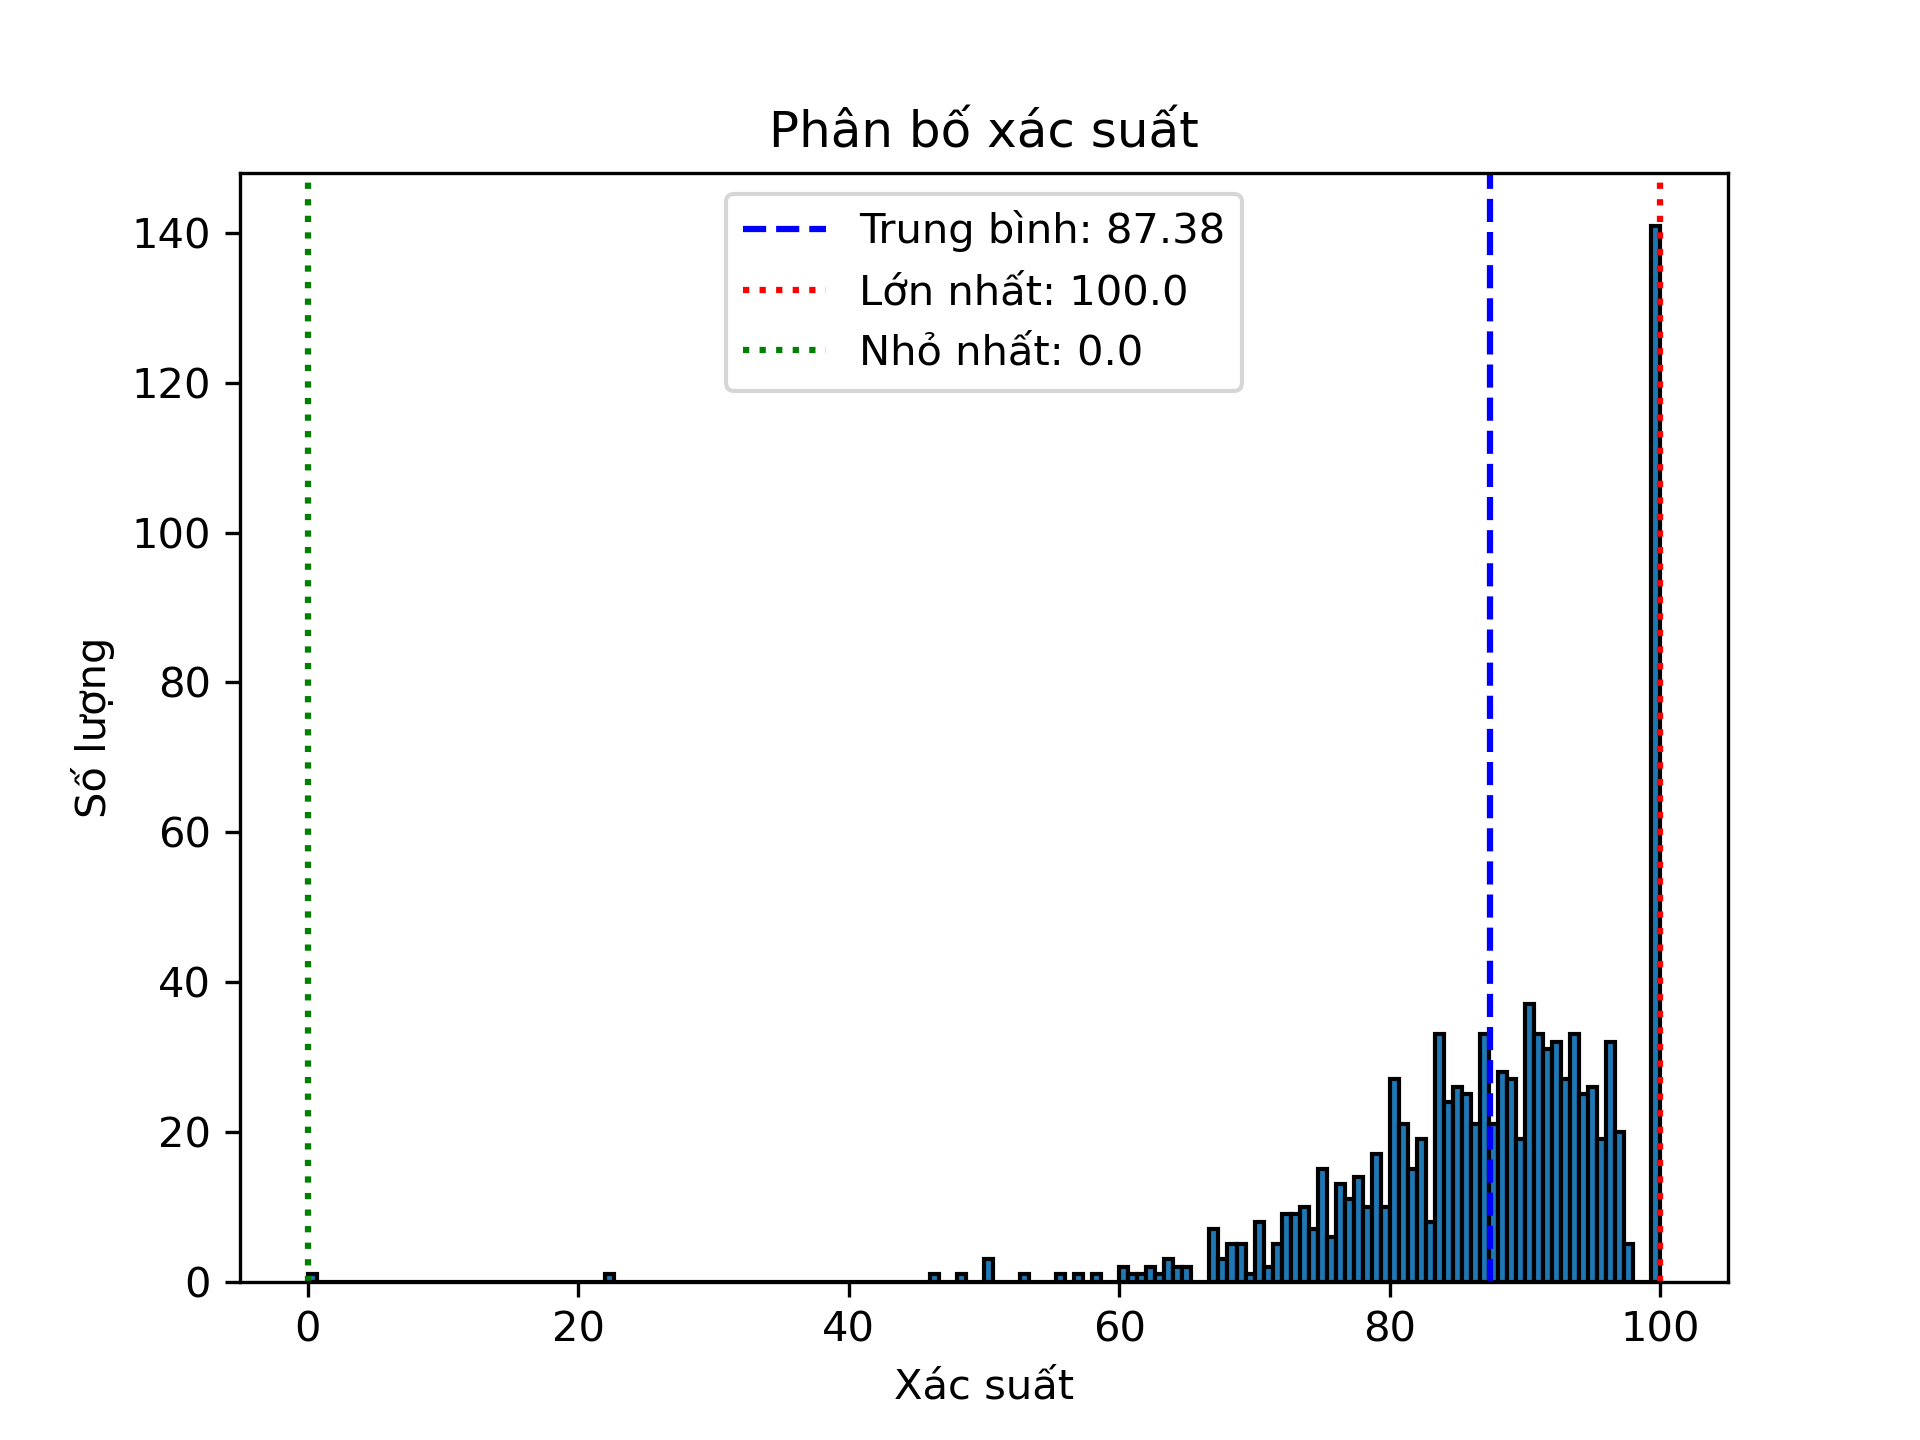 Phân bố xác suất
Trung bình: 87.38
Lớn nhất: 100.0
Nhỏ nhất: 0.0
140
120
100
80
60
40
20
0
Số lượng
0 20 40 60 80 100
Xác suất